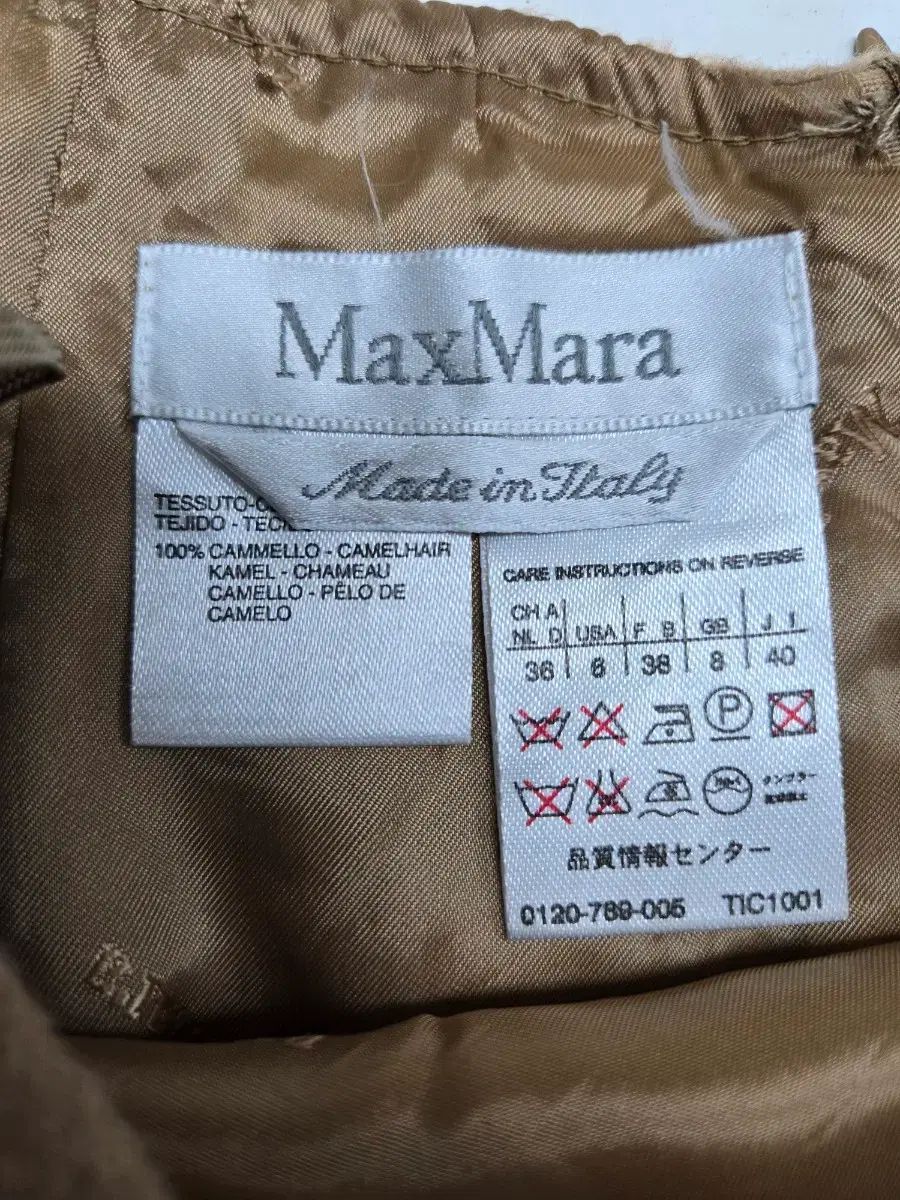 MaxMara
Made in Italy
TESSUTO-
TEJIDO -
100% CAMMELLO - CAMELHAIR
KAMEL - CHAMEAU
CAMELLO - PÊLO DE
CAMELO
CARE INSTRUCTIONS ON REVERSE
CH A
NL D USA F B GB J I
36 6 38 8 40
P
品質情報センター
0120-789-005 TIC1001